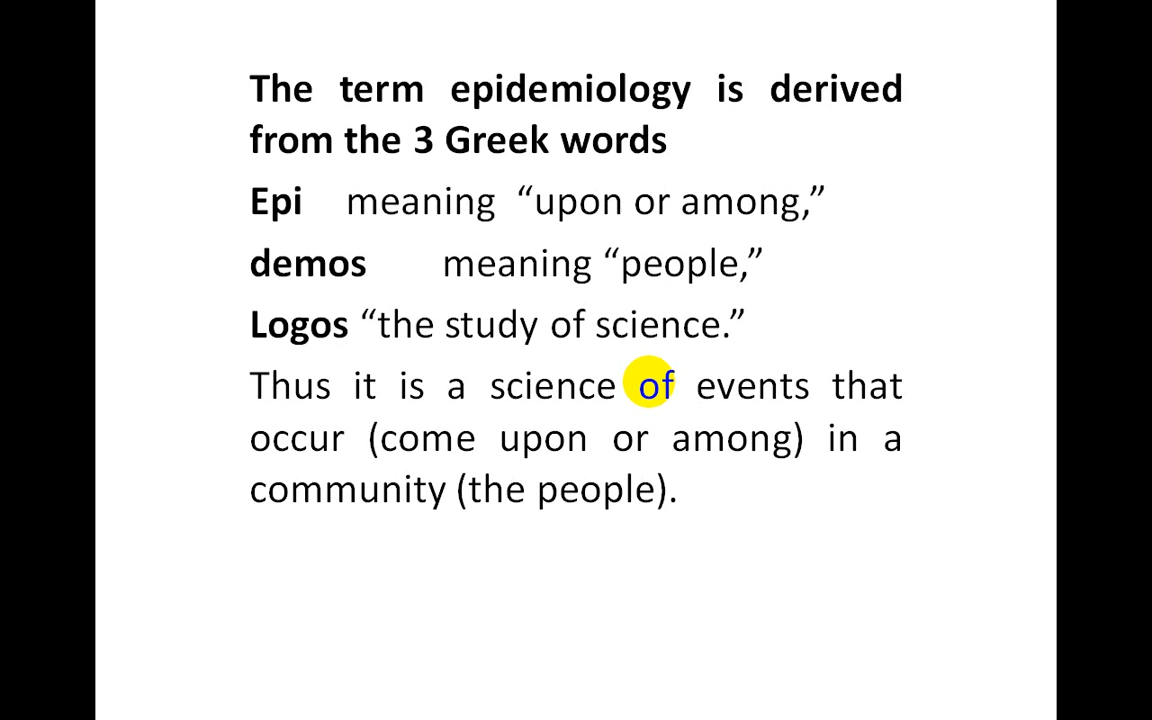 The term epidemiology is derived
from the 3 Greek words
Epi meaning “upon or among,”
demos meaning “people,”
Logos “the study of science.”
Thus it is a science of events that
occur (come upon or among) in a
community (the people).